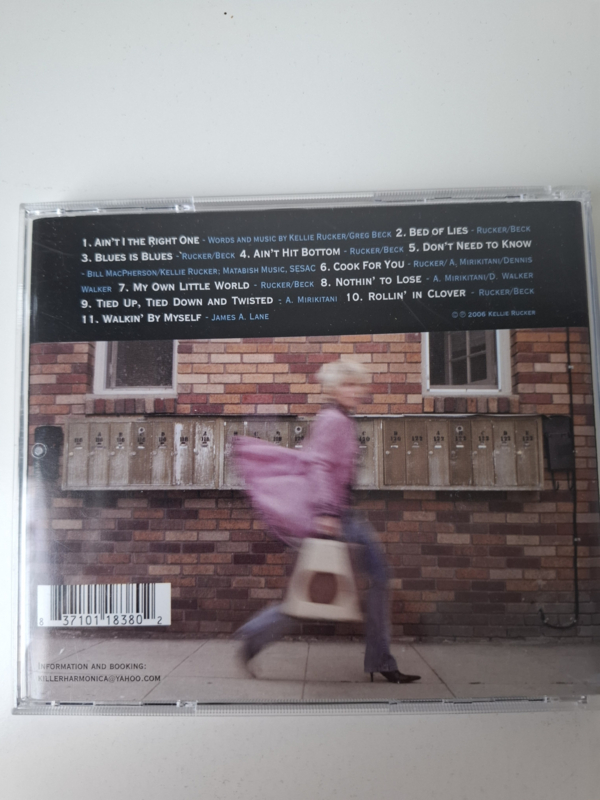 1. Ain't I the Right One - Words and music by Kellie Rucker/Greg Beck 2. Bed of Lies - Rucker/Beck
3. Blues is Blues - Rucker/Beck 4. Ain't Hit Bottom - Rucker/Beck 5. Don't Need to Know
- Bill MacPherson/Kellie Rucker; Matabish Music, SESAC 6. Cook For You - Rucker/ A, Mirikitani/Dennis
Walker 7. My Own Little World - Rucker/Beck 8. Nothin' to Lose - A. Mirikitani/D. Walker
9. Tied Up, Tied Down and Twisted - A. Mirikitani 10. Rollin' in Clover - Rucker/Beck
11. Walkin' By Myself - James A. Lane
©℗ 2006 Kellie Rucker
8 37101 18380 2
Information and booking:
killerharmonica@yahoo.com